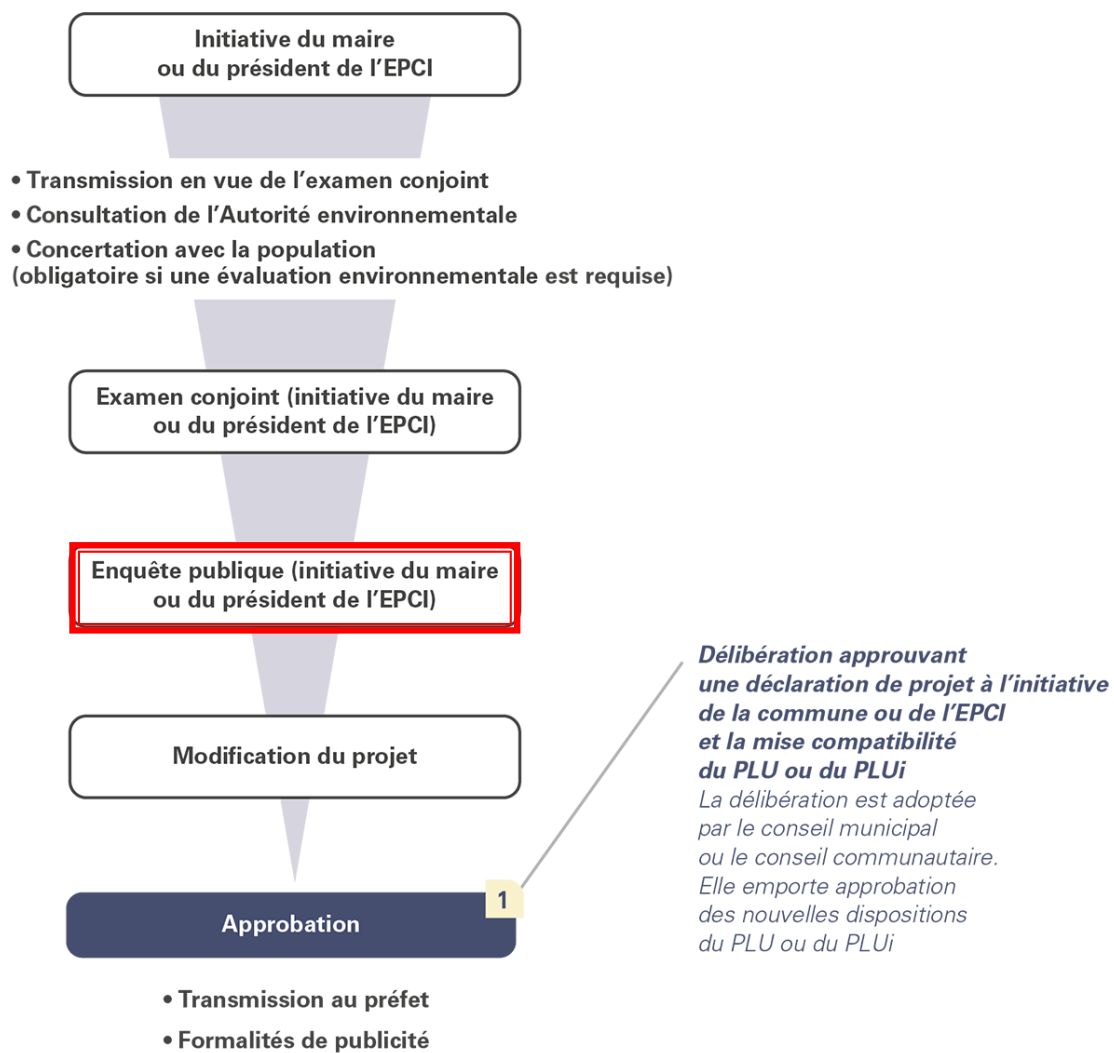 Initiative du maire
ou du président de l’EPCI
• Transmission en vue de l’examen conjoint
• Consultation de l’Autorité environnementale
• Concertation avec la population
(obligatoire si une évaluation environnementale est requise)
Examen conjoint (initiative du maire
ou du président de l’EPCI)
Enquête publique (initiative du maire
ou du président de l’EPCI)
Modification du projet
Délibération approuvant
une déclaration de projet à l’initiative
de la commune ou de l’EPCI
et la mise compatibilité
du PLU ou du PLUi
La délibération est adoptée
par le conseil municipal
ou le conseil communautaire.
Elle emporte approbation
des nouvelles dispositions
du PLU ou du PLUi
1
Approbation
• Transmission au préfet
• Formalités de publicité